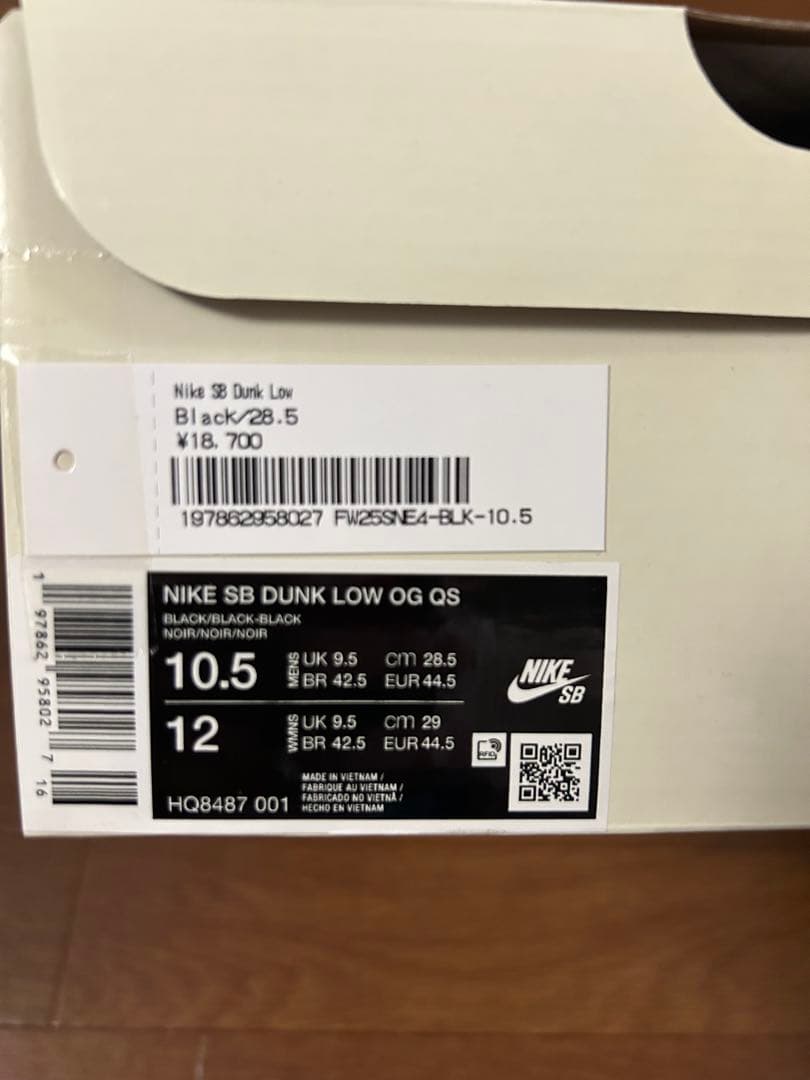 Nike SB Dunk Low
Black/28.5
¥18,700
197862958027 FW25SNE4-BLK-10.5
1 97862 95802 7 16
NIKE SB DUNK LOW OG QS
BLACK/BLACK-BLACK
NOIR/NOIR/NOIR
10.5 MENS UK 9.5 cm 28.5
BR 42.5 EUR 44.5
12 WMNS UK 9.5 cm 29
BR 42.5 EUR 44.5
NIKE
SB
RFID
MADE IN VIETNAM /
FABRIQUE AU VIETNAM /
FABRICADO NO VIETNÃ /
HECHO EN VIETNAM
HQ8487 001